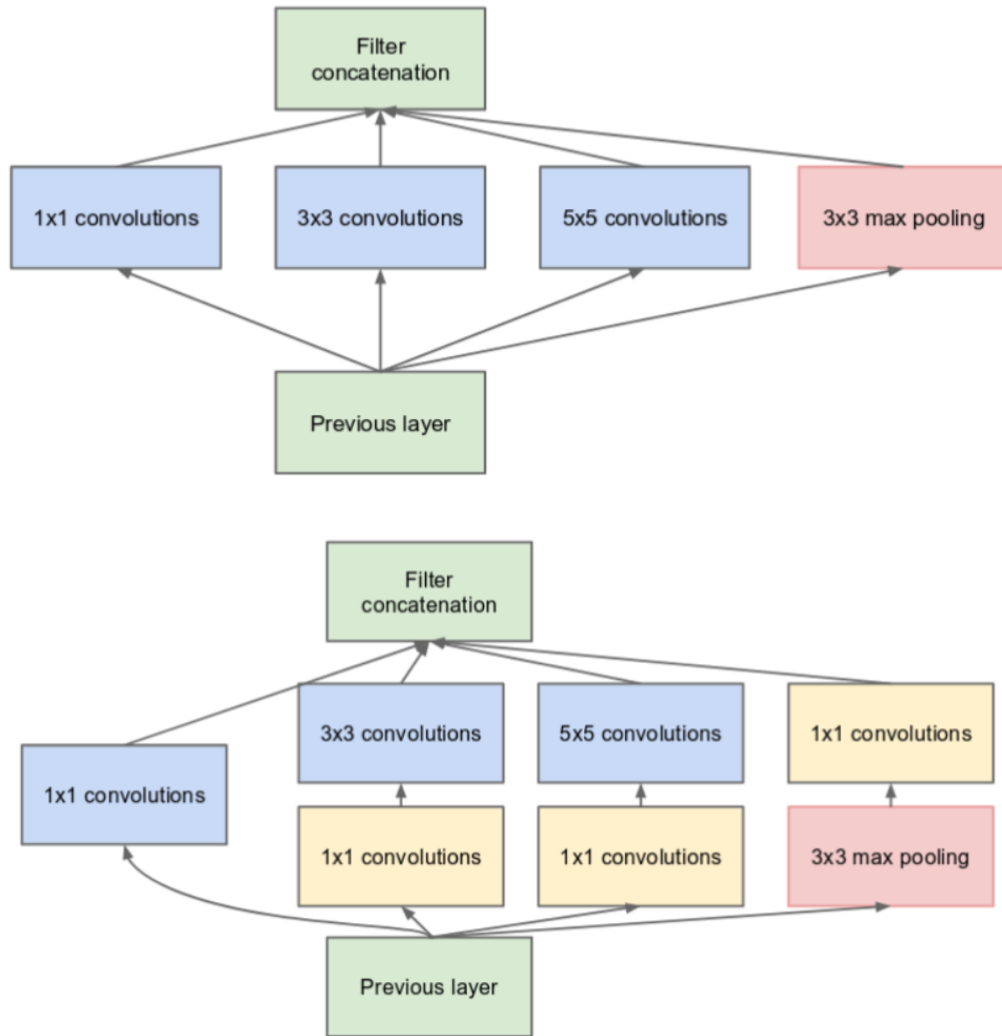 Filter
concatenation
1x1 convolutions
3x3 convolutions
5x5 convolutions
3x3 max pooling
Previous layer
Filter
concatenation
3x3 convolutions
5x5 convolutions
1x1 convolutions
1x1 convolutions
1x1 convolutions
1x1 convolutions
3x3 max pooling
Previous layer